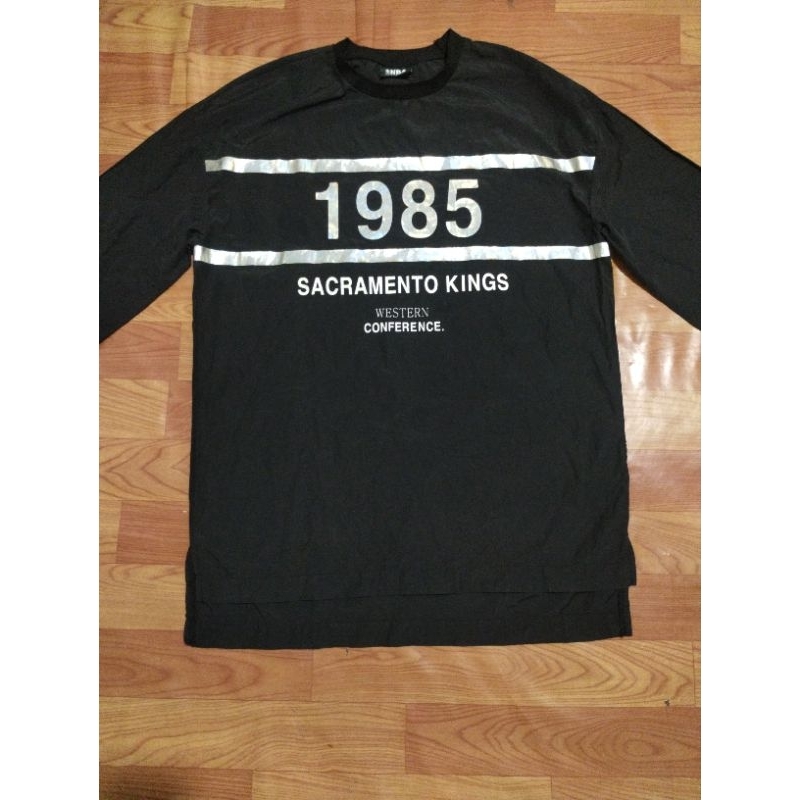 1985
SACRAMENTO KINGS
WESTERN
CONFERENCE.